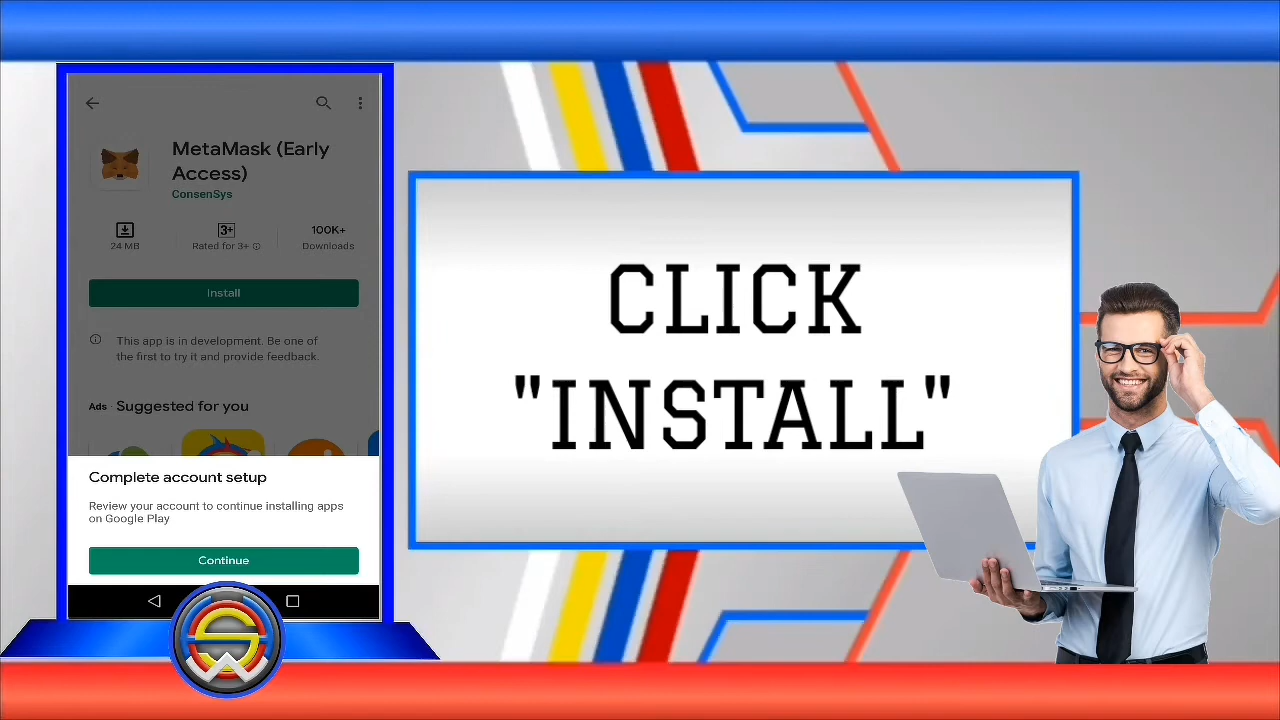 MetaMask (Early
Access)
ConsenSys
24 MB
3+
Rated for 3+
100K+
Downloads
Install
This app is in development. Be one of
the first to try it and provide feedback.
Ads Suggested for you
Complete account setup
Review your account to continue installing apps
on Google Play
Continue
CLICK
"INSTALL"